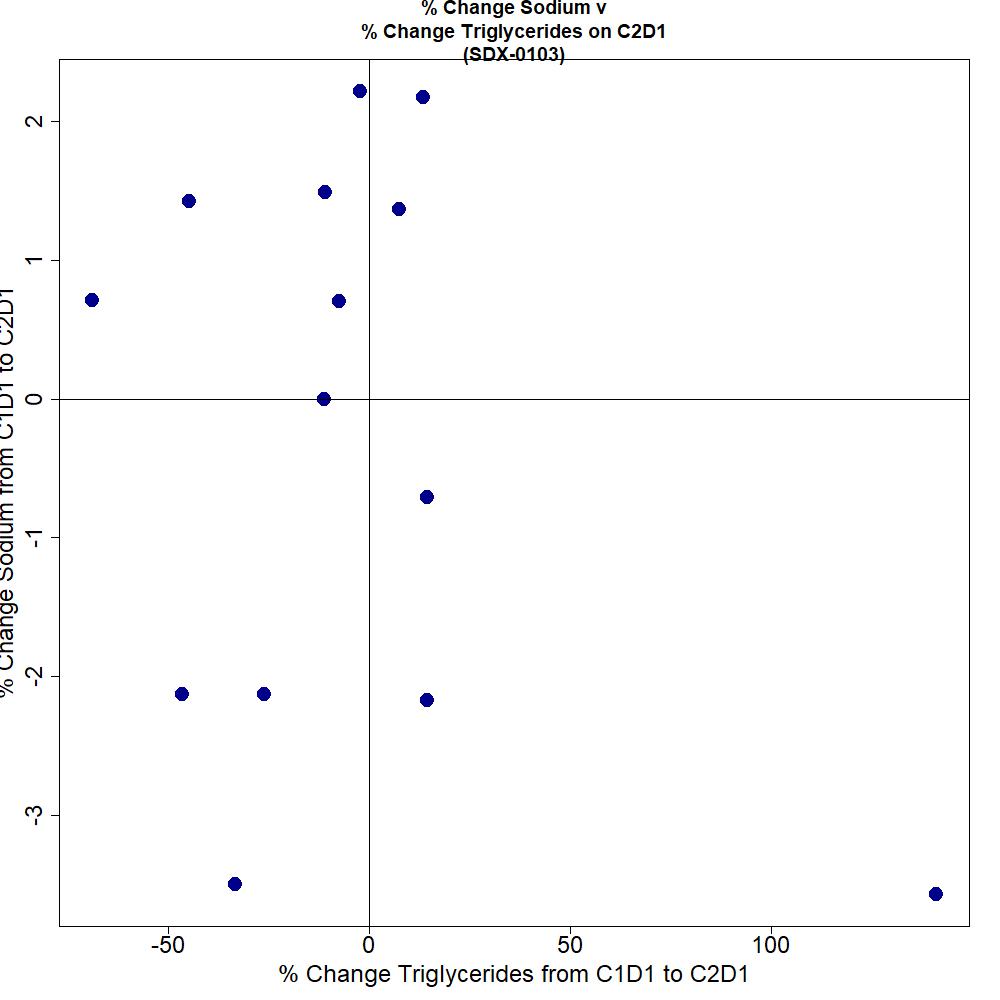 % Change Sodium v
% Change Triglycerides on C2D1
(SDX-0103)
% Change Sodium from C1D1 to C2D1
2
1
0
-1
-2
-3
-50 0 50 100
% Change Triglycerides from C1D1 to C2D1